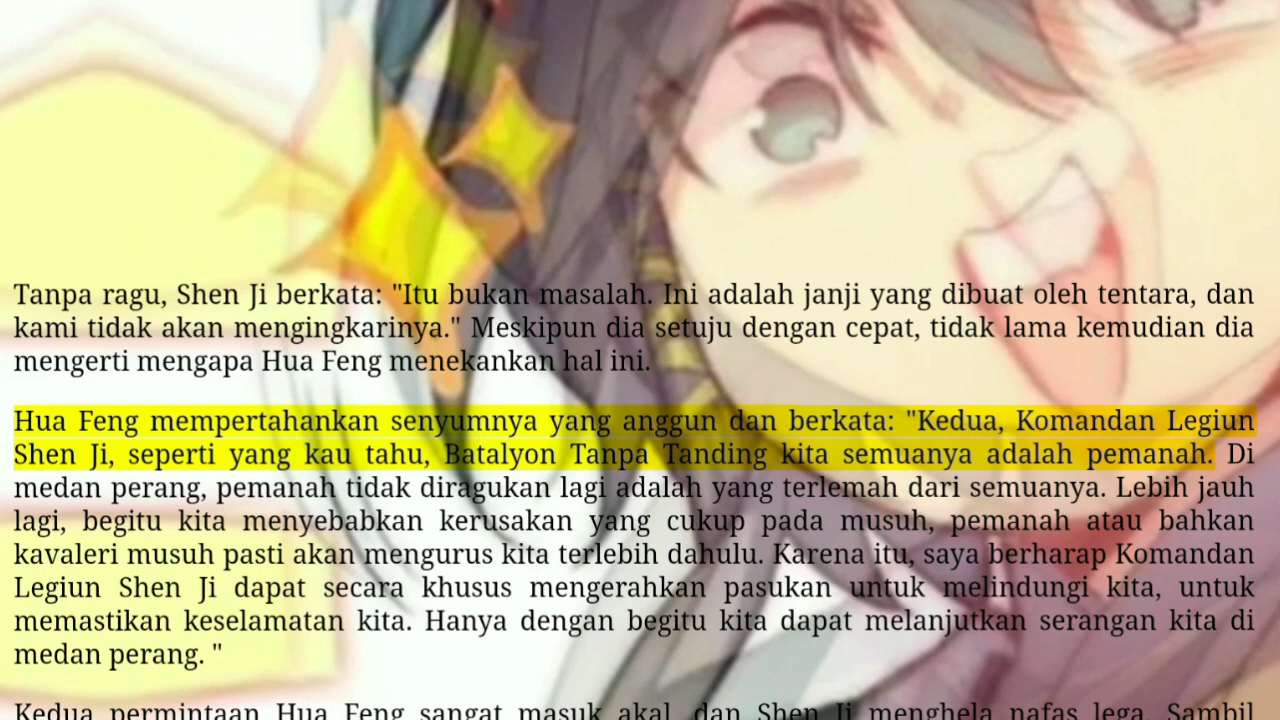 Tanpa ragu, Shen Ji berkata: "Itu bukan masalah. Ini adalah janji yang dibuat oleh tentara, dan
kami tidak akan mengingkarinya." Meskipun dia setuju dengan cepat, tidak lama kemudian dia
mengerti mengapa Hua Feng menekankan hal ini.
Hua Feng mempertahankan senyumnya yang anggun dan berkata: "Kedua, Komandan Legiun
Shen Ji, seperti yang kau tahu, Batalyon Tanpa Tanding kita semuanya adalah pemanah. Di
medan perang, pemanah tidak diragukan lagi adalah yang terlemah dari semuanya. Lebih jauh
lagi, begitu kita menyebabkan kerusakan yang cukup pada musuh, pemanah atau bahkan
kavaleri musuh pasti akan mengurus kita terlebih dahulu. Karena itu, saya berharap Komandan
Legiun Shen Ji dapat secara khusus mengerahkan pasukan untuk melindungi kita, untuk
memastikan keselamatan kita. Hanya dengan begitu kita dapat melanjutkan serangan kita di
medan perang. "
Kedua permintaan Hua Feng sangat masuk akal, dan Shen Ji menghela nafas lega. Sambil